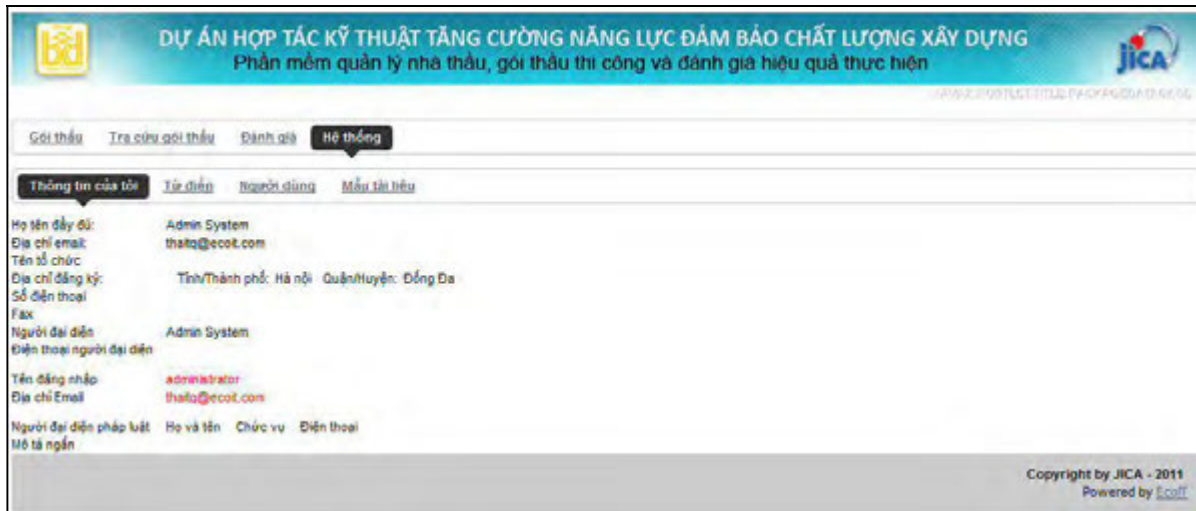 DỰ ÁN HỢP TÁC KỸ THUẬT TĂNG CƯỜNG NĂNG LỰC ĐẢM BẢO CHẤT LƯỢNG XÂY DỰNG
Phần mềm quản lý nhà thầu, gói thầu thi công và đánh giá hiệu quả thực hiện
jICA
Gói thầu Tra cứu gói thầu Đánh giá Hệ thống
Thông tin của tôi Từ điển Người dùng Mẫu tài liệu
Họ tên đầy đủ: Admin System
Địa chỉ email: thaitq@ecoit.com
Tên tổ chức
Địa chỉ đăng ký: Tỉnh/Thành phố: Hà nội Quận/Huyện: Đống Đa
Số điện thoại
Fax
Người đại diện Admin System
Điện thoại người đại diện
Tên đăng nhập administrator
Địa chỉ Email thaitq@ecoit.com
Người đại diện pháp luật Họ và tên Chức vụ Điện thoại
Mô tả ngắn
Copyright by JICA - 2011
Powered by EcoIT